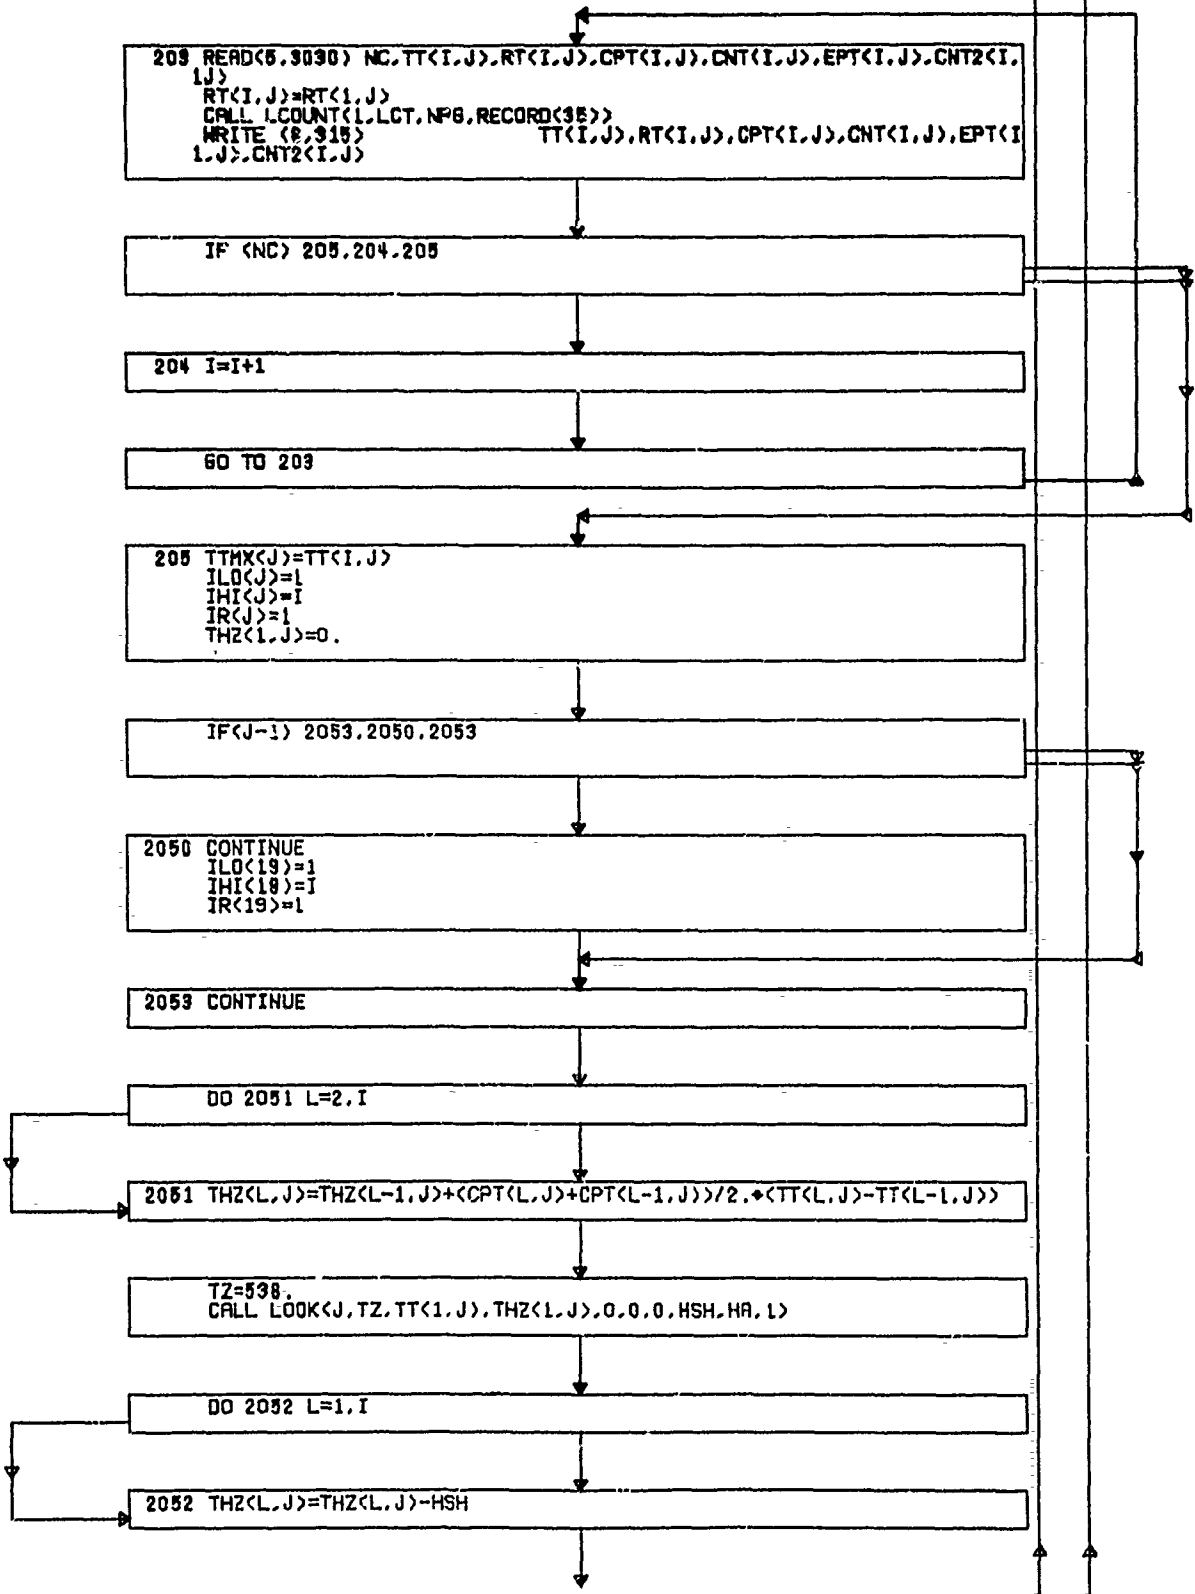 203 READ(5,3030) NC,TT(I,J),RT(I,J),CPT(I,J),CNT(I,J),EPT(I,J),CNT2(I,
1J)
RT(I,J)=RT(1,J)
CALL LCOUNT(1,LCT,NPG,RECORD(35))
WRITE (8,315) TT(I,J),RT(I,J),CPT(I,J),CNT(I,J),EPT(I
1,J),CNT2(I,J)
IF (NC) 205,204,205
204 I=I+1
GO TO 203
205 TTMX(J)=TT(I,J)
ILO(J)=1
IHI(J)=I
IR(J)=1
THZ(1,J)=0.
IF(J-1) 2053,2050,2053
2050 CONTINUE
ILO(19)=1
IHI(19)=I
IR(19)=1
2053 CONTINUE
DO 2051 L=2,I
2051 THZ(L,J)=THZ(L-1,J)+(CPT(L,J)+CPT(L-1,J))/2.*(TT(L,J)-TT(L-1,J))
TZ=538.
CALL LOOK(J,TZ,TT(1,J),THZ(1,J),0,0,0,HSH,HA,1)
DO 2052 L=1,I
2052 THZ(L,J)=THZ(L,J)-HSH